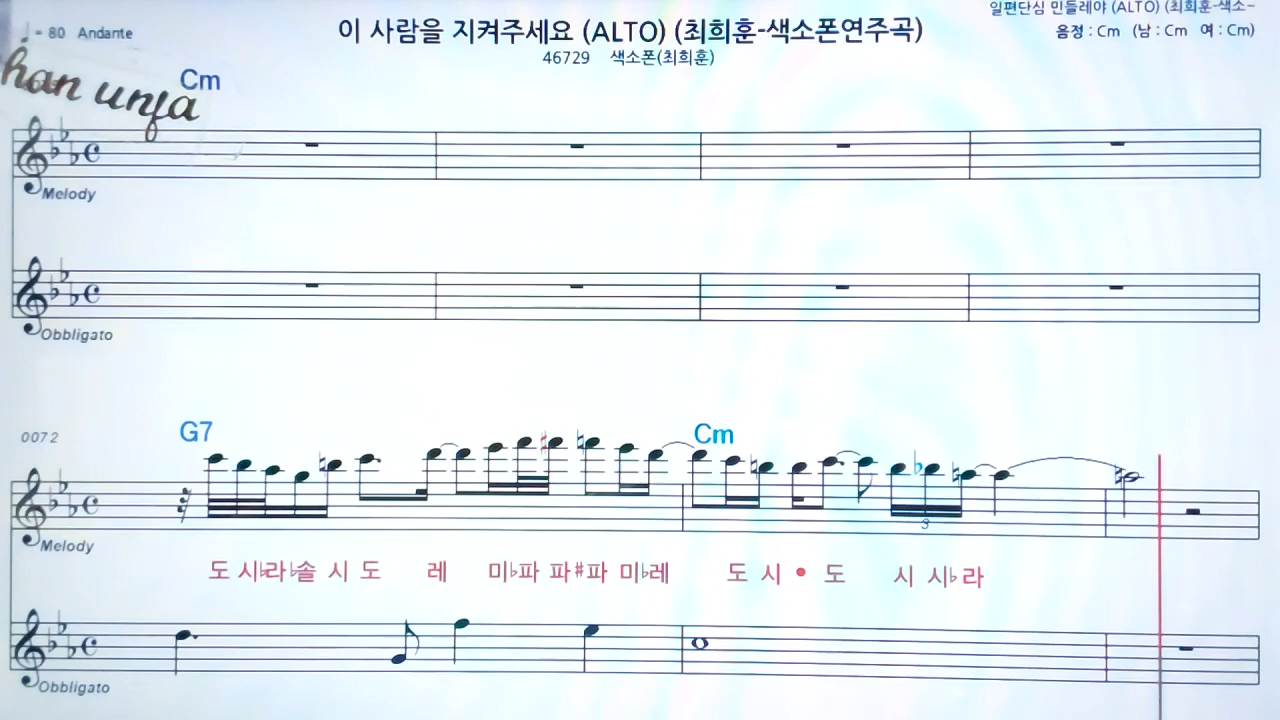 ♩= 80 Andante
이 사람을 지켜주세요 (ALTO) (최희훈-색소폰연주곡)
46729 색소폰(최희훈)
일편단심 민들레야 (ALTO) (최희훈-색소~
음정 : Cm (남 : Cm 여 : Cm)
han unja
Cm
Melody
Obbligato
0072
G7 Cm
3
Melody
도 시♭라♭솔 시 도 레 미♭파 파#파 미♭레 도 시 • 도 시 시♭라
Obbligato